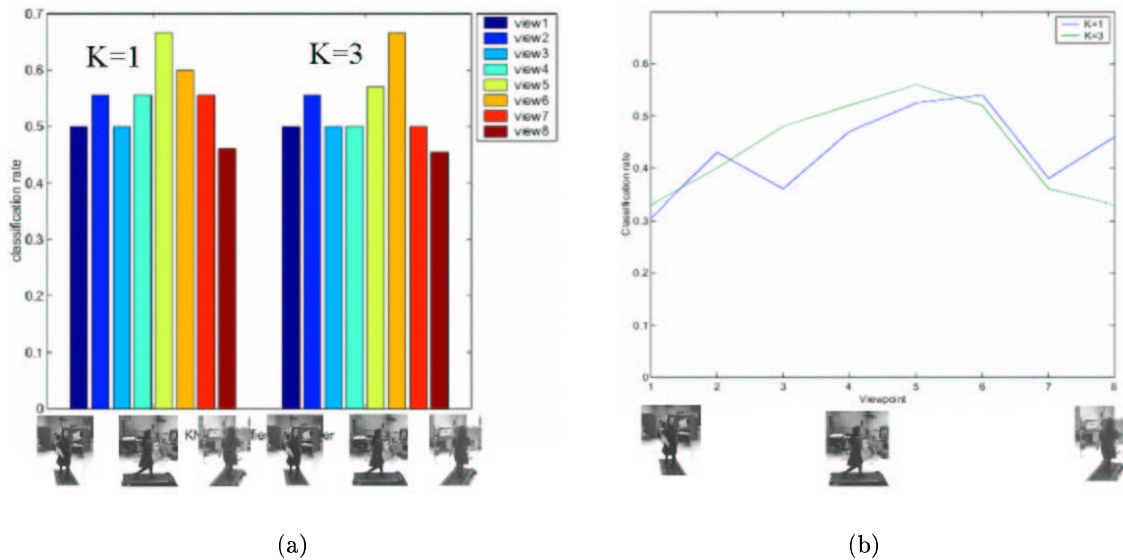 0.7
0.6
0.5
0.4
0.3
0.2
0.1
0
classification rate
K=1
K=3
view1
view2
view3
view4
view5
view6
view7
view8
K=1
K=3
0.5
0.4
0.3
0.2
0.1
0
Classification rate
1 2 3 4 5 6 7 8
Viewpoint
(a) (b)